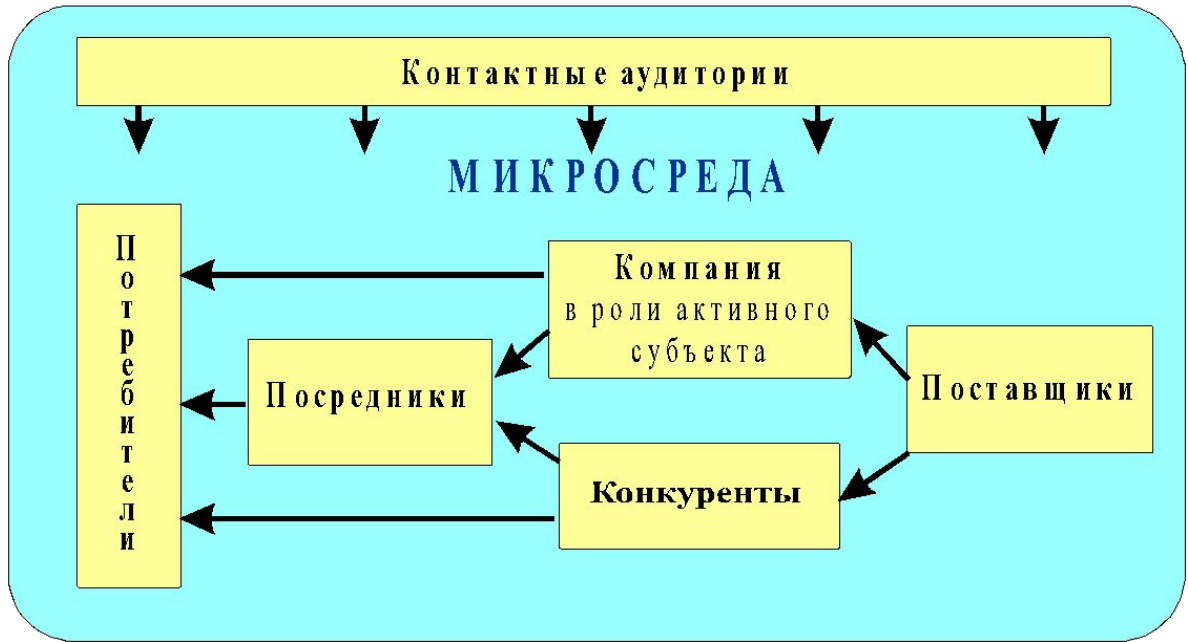 Контактные аудитории
МИКРОСРЕДА
Потребители
Компания
в роли активного
субъекта
Посредники
Поставщики
Конкуренты